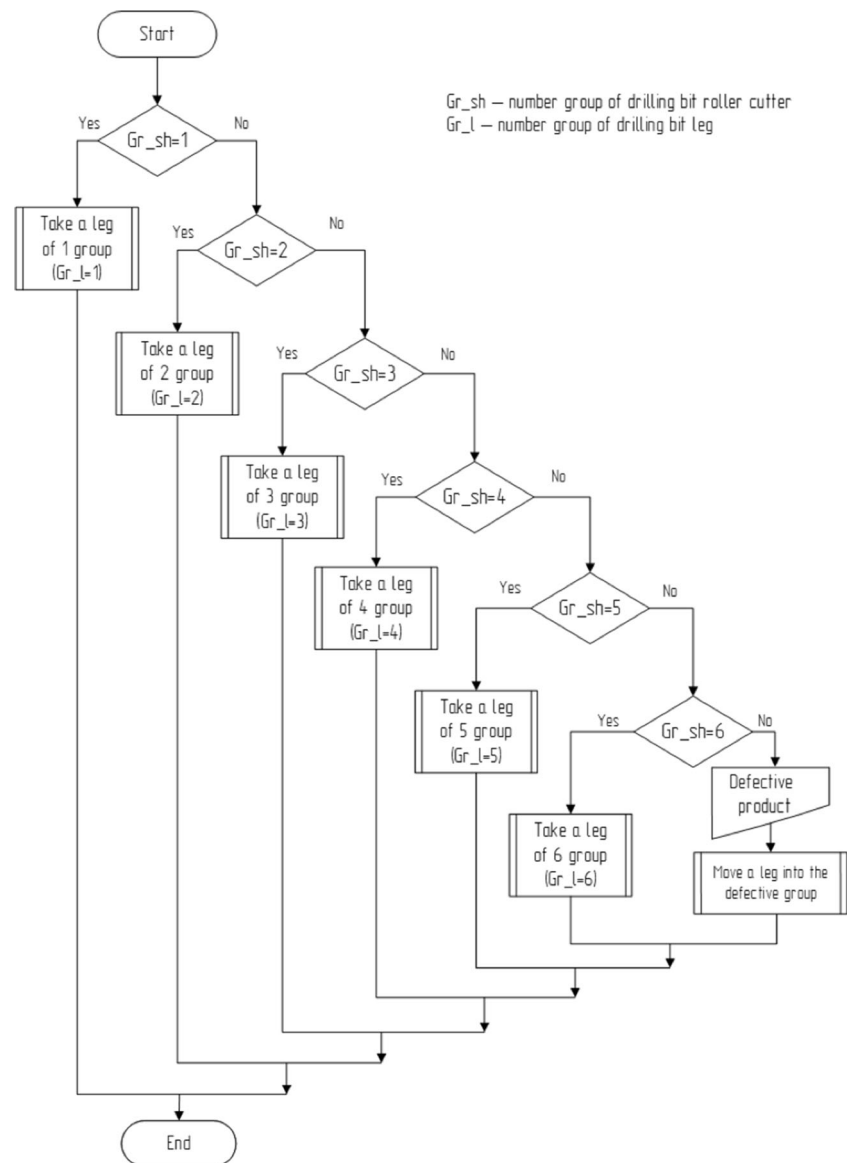 Start
Gr_sh – number group of drilling bit roller cutter
Gr_l – number group of drilling bit leg
Yes
No
Gr_sh=1
Take a leg
of 1 group
(Gr_l=1)
Yes
No
Gr_sh=2
Take a leg
of 2 group
(Gr_l=2)
Yes
No
Gr_sh=3
Take a leg
of 3 group
(Gr_l=3)
Yes
No
Gr_sh=4
Take a leg
of 4 group
(Gr_l=4)
Yes
No
Gr_sh=5
Take a leg
of 5 group
(Gr_l=5)
Yes
No
Gr_sh=6
Defective
product
Take a leg
of 6 group
(Gr_l=6)
Move a leg into the
defective group
End